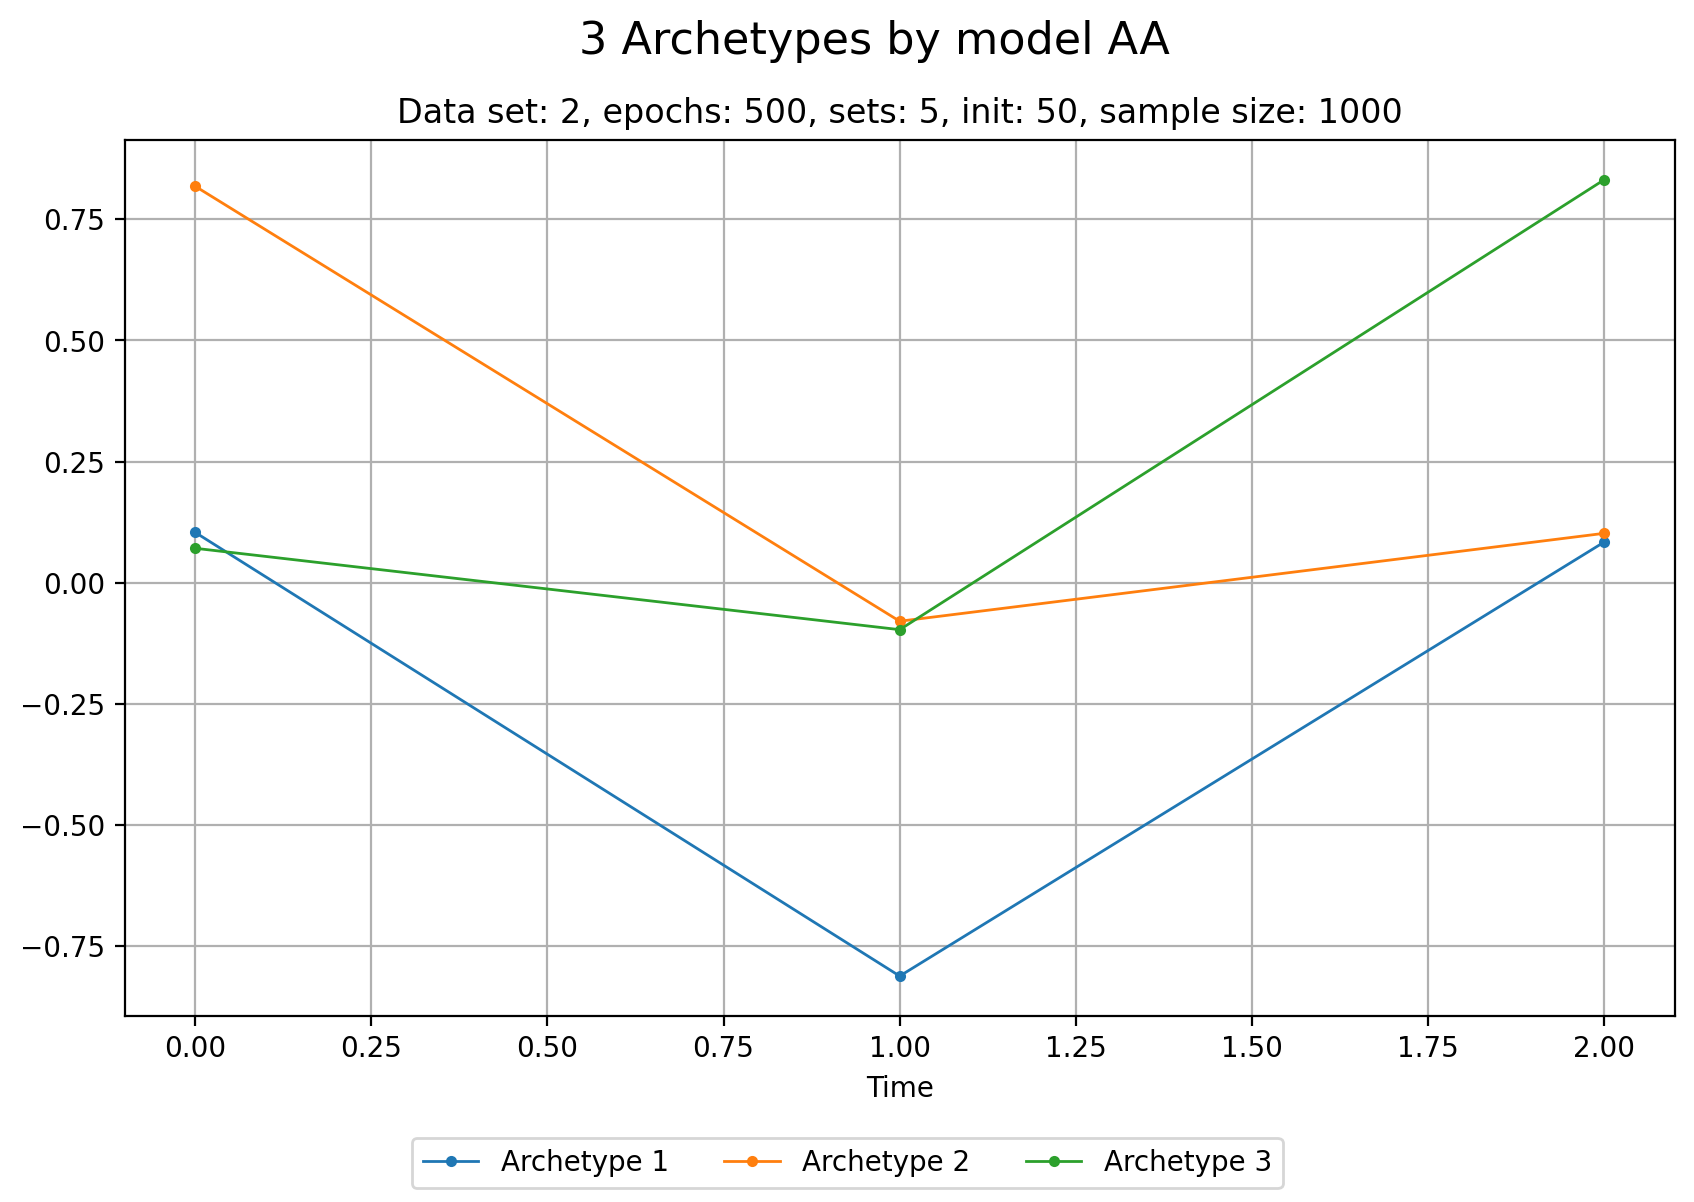 3 Archetypes by model AA
Data set: 2, epochs: 500, sets: 5, init: 50, sample size: 1000
0.75
0.50
0.25
0.00
−0.25
−0.50
−0.75
0.00 0.25 0.50 0.75 1.00 1.25 1.50 1.75 2.00
Time
Archetype 1 Archetype 2 Archetype 3